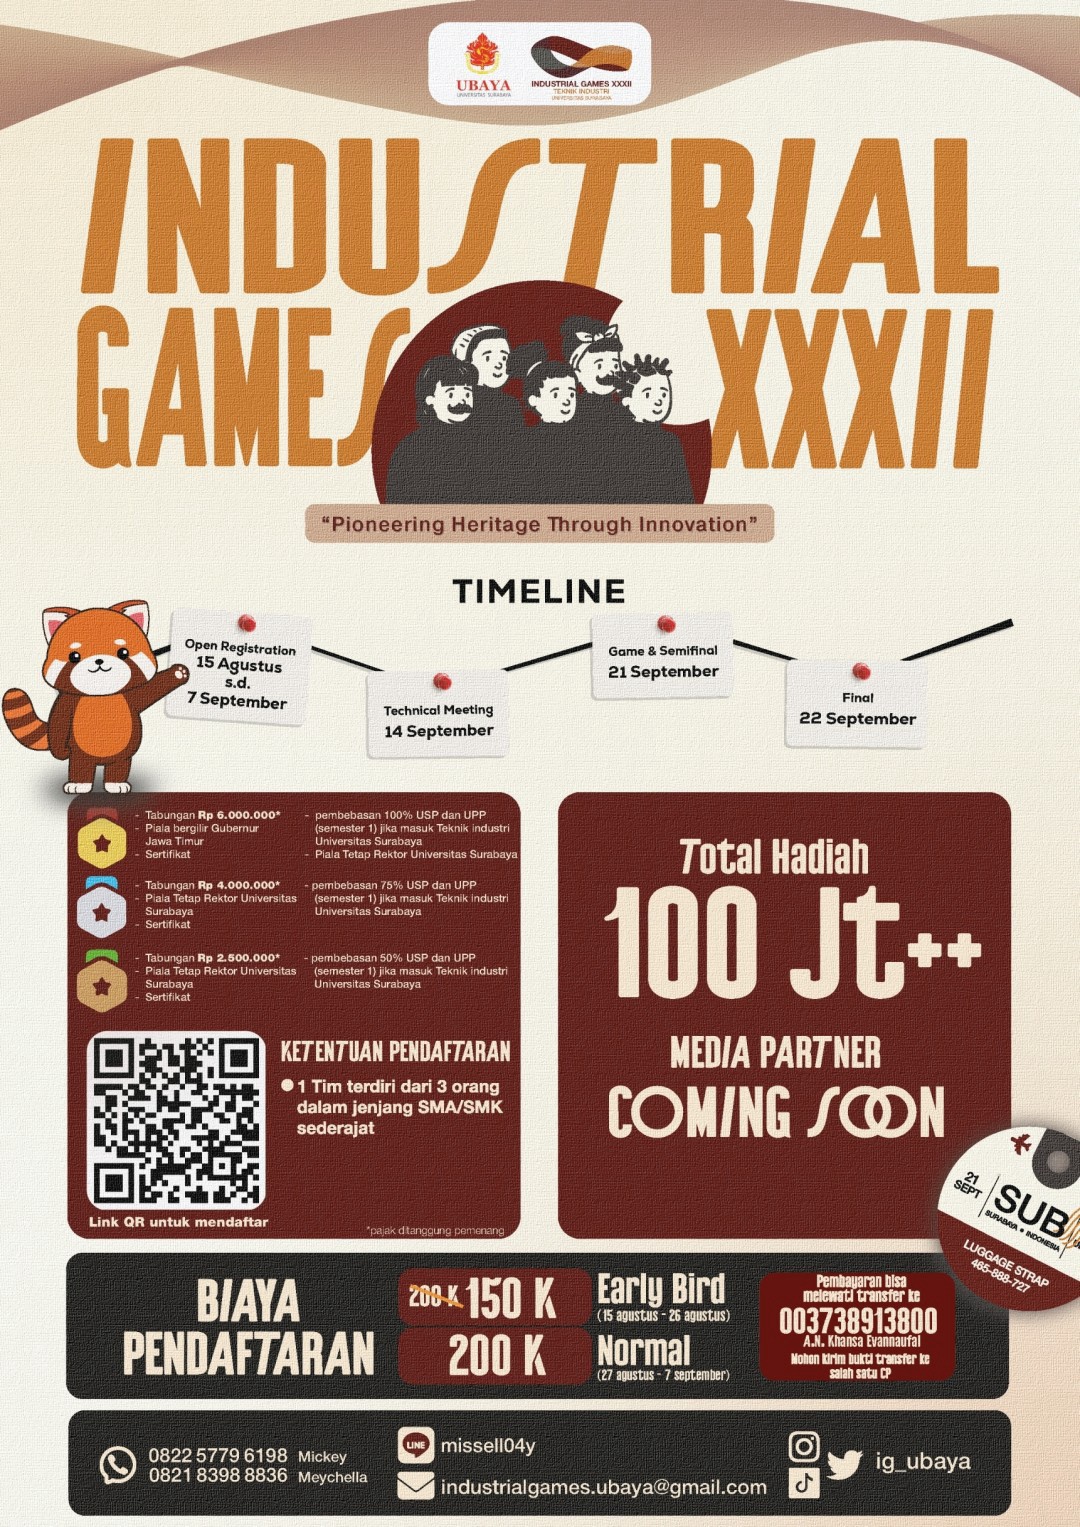 UBAYA
UNIVERSITAS SURABAYA
INDUSTRIAL GAMES XXXII
TEKNIK INDUSTRI
UNIVERSITAS SURABAYA
INDUSTRIAL
GAMES XXXII
“Pioneering Heritage Through Innovation”
TIMELINE
Open Registration
15 Agustus
s.d.
7 September
Technical Meeting
14 September
Game & Semifinal
21 September
Final
22 September
- Tabungan Rp 6.000.000*
- Piala bergilir Gubernur
Jawa Timur
- Sertifikat
- pembebasan 100% USP dan UPP
(semester 1) jika masuk Teknik industri
Universitas Surabaya
- Piala Tetap Rektor Universitas Surabaya
- Tabungan Rp 4.000.000*
- Piala Tetap Rektor Universitas
Surabaya
- Sertifikat
- pembebasan 75% USP dan UPP
(semester 1) jika masuk Teknik industri
Universitas Surabaya
- Tabungan Rp 2.500.000*
- Piala Tetap Rektor Universitas
Surabaya
- Sertifikat
- pembebasan 50% USP dan UPP
(semester 1) jika masuk Teknik industri
Universitas Surabaya
KETENTUAN PENDAFTARAN
● 1 Tim terdiri dari 3 orang
dalam jenjang SMA/SMK
sederajat
Link QR untuk mendaftar
*pajak ditanggung pemenang
Total Hadiah
100 Jt++
MEDIA PARTNER
COMING SOON
21
SEPT
SUB
SURABAYA • INDONESIA
LUGGAGE STRAP
465-888-727
BIAYA
PENDAFTARAN
200 K 150 K
Early Bird
(15 agustus - 26 agustus)
200 K
Normal
(27 agustus - 7 september)
Pembayaran bisa
melewati transfer ke
003738913800
A.N. Khansa Evannaufal
Mohon kirim bukti transfer ke
salah satu CP
0822 5779 6198 Mickey
0821 8398 8836 Meychella
LINE
missell04y
industrialgames.ubaya@gmail.com
ig_ubaya